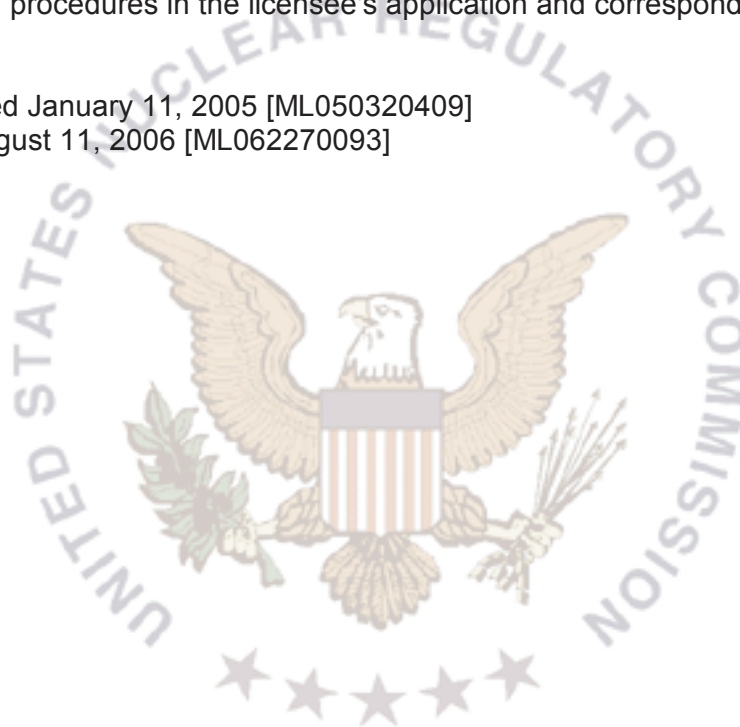 procedures in the licensee's application and correspond
ed January 11, 2005 [ML050320409]
gust 11, 2006 [ML062270093]
UNITED STATES NUCLEAR REGULATORY COMMISSION